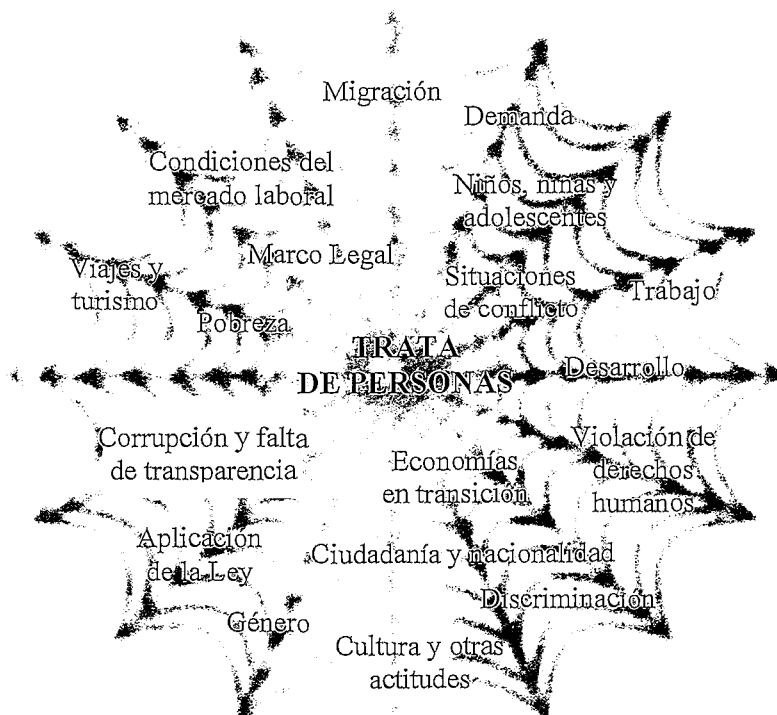 Migración
Demanda
Condiciones del
mercado laboral
Niños, niñas y
adolescentes
Marco Legal
Viajes y
turismo
Situaciones
de conflicto
Trabajo
Pobreza
TRATA
DE PERSONAS
Desarrollo
Corrupción y falta
de transparencia
Economías
en transición
Violación de
derechos
humanos
Aplicación
de la Ley
Ciudadanía y nacionalidad
Género
Discriminación
Cultura y otras
actitudes